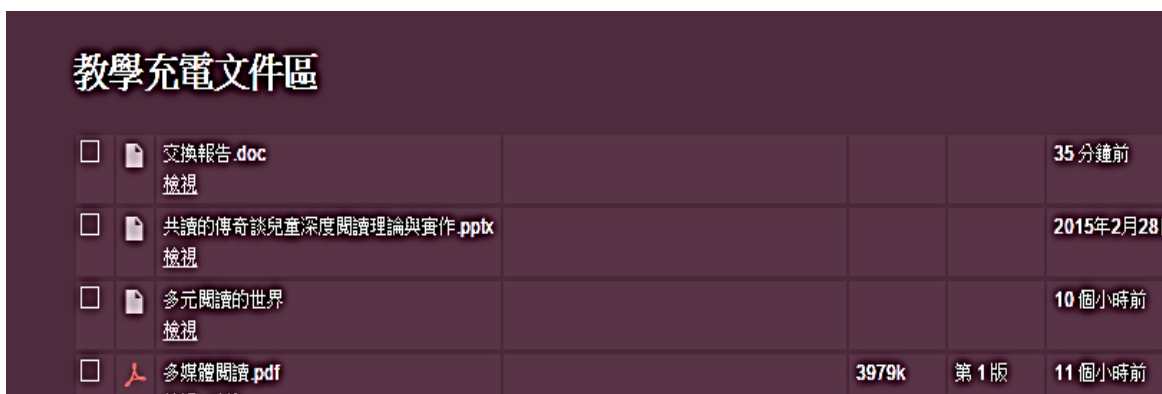 教學充電文件區
交換報告.doc 35 分鐘前
檢視
共讀的傳奇談兒童深度閱讀理論與實作.pptx 2015年2月28
檢視
多元閱讀的世界 10 個小時前
檢視
多媒體閱讀.pdf 3979k 第 1 版 11 個小時前